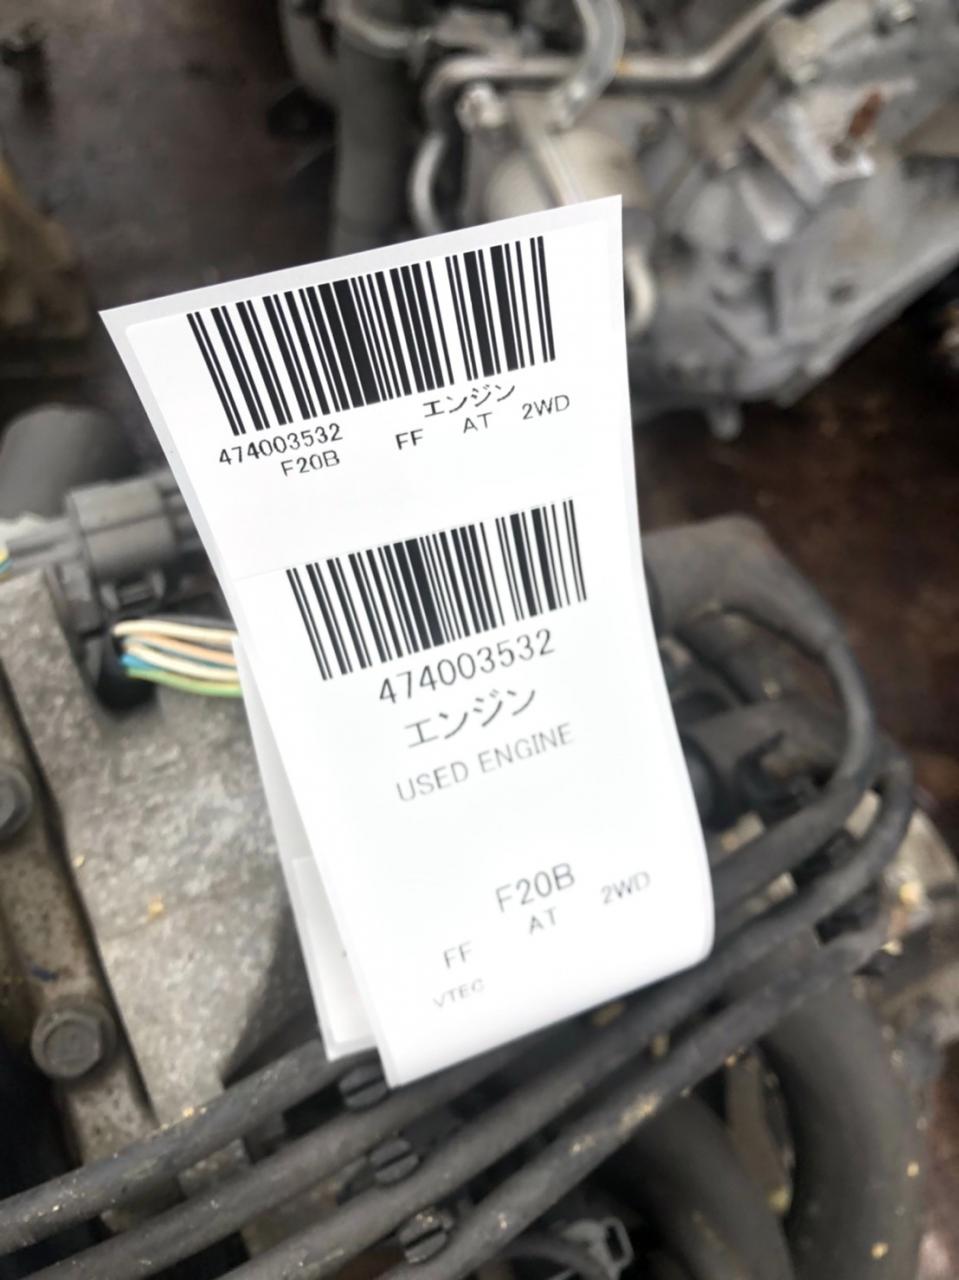 474003532 エンジン
F20B FF AT 2WD
474003532
エンジン
USED ENGINE
F20B
FF AT 2WD
VTEC